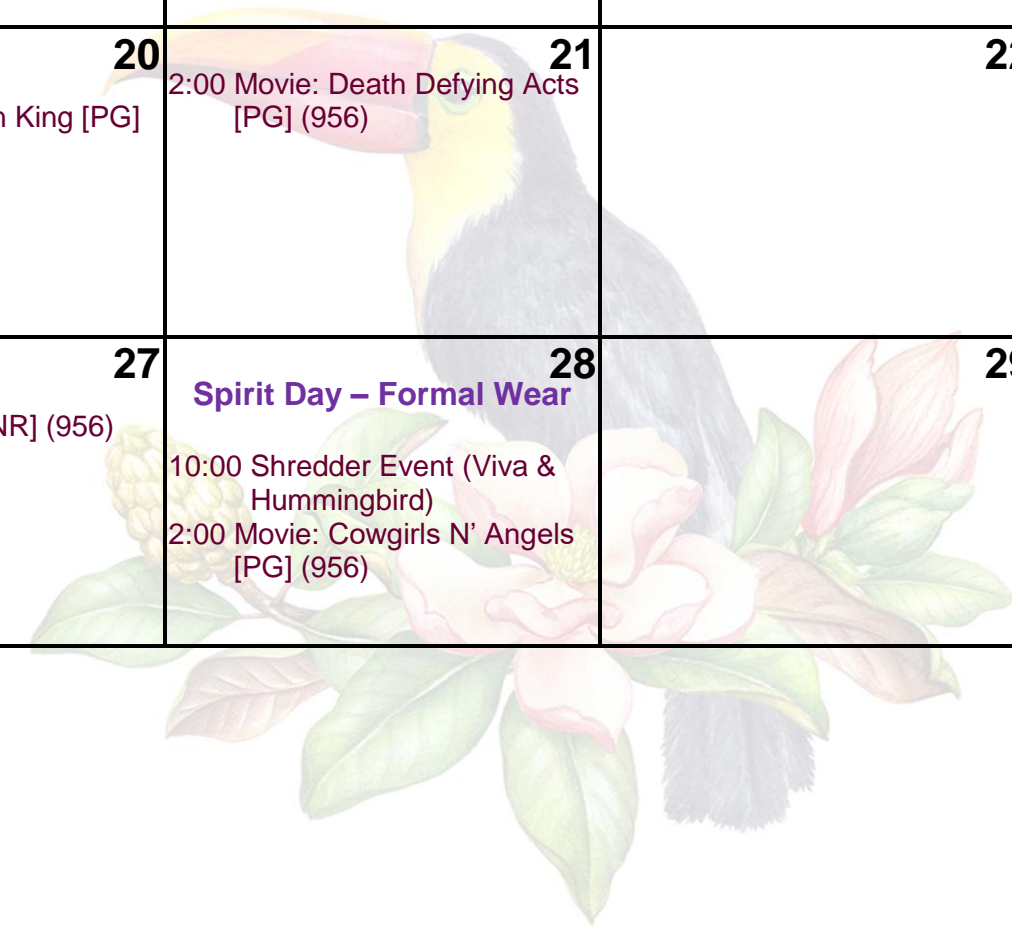 20
King [PG]
21
2:00 Movie: Death Defying Acts
[PG] (956)
27
(956)
28
Spirit Day – Formal Wear
10:00 Shredder Event (Viva &
Hummingbird)
2:00 Movie: Cowgirls N’ Angels
[PG] (956)